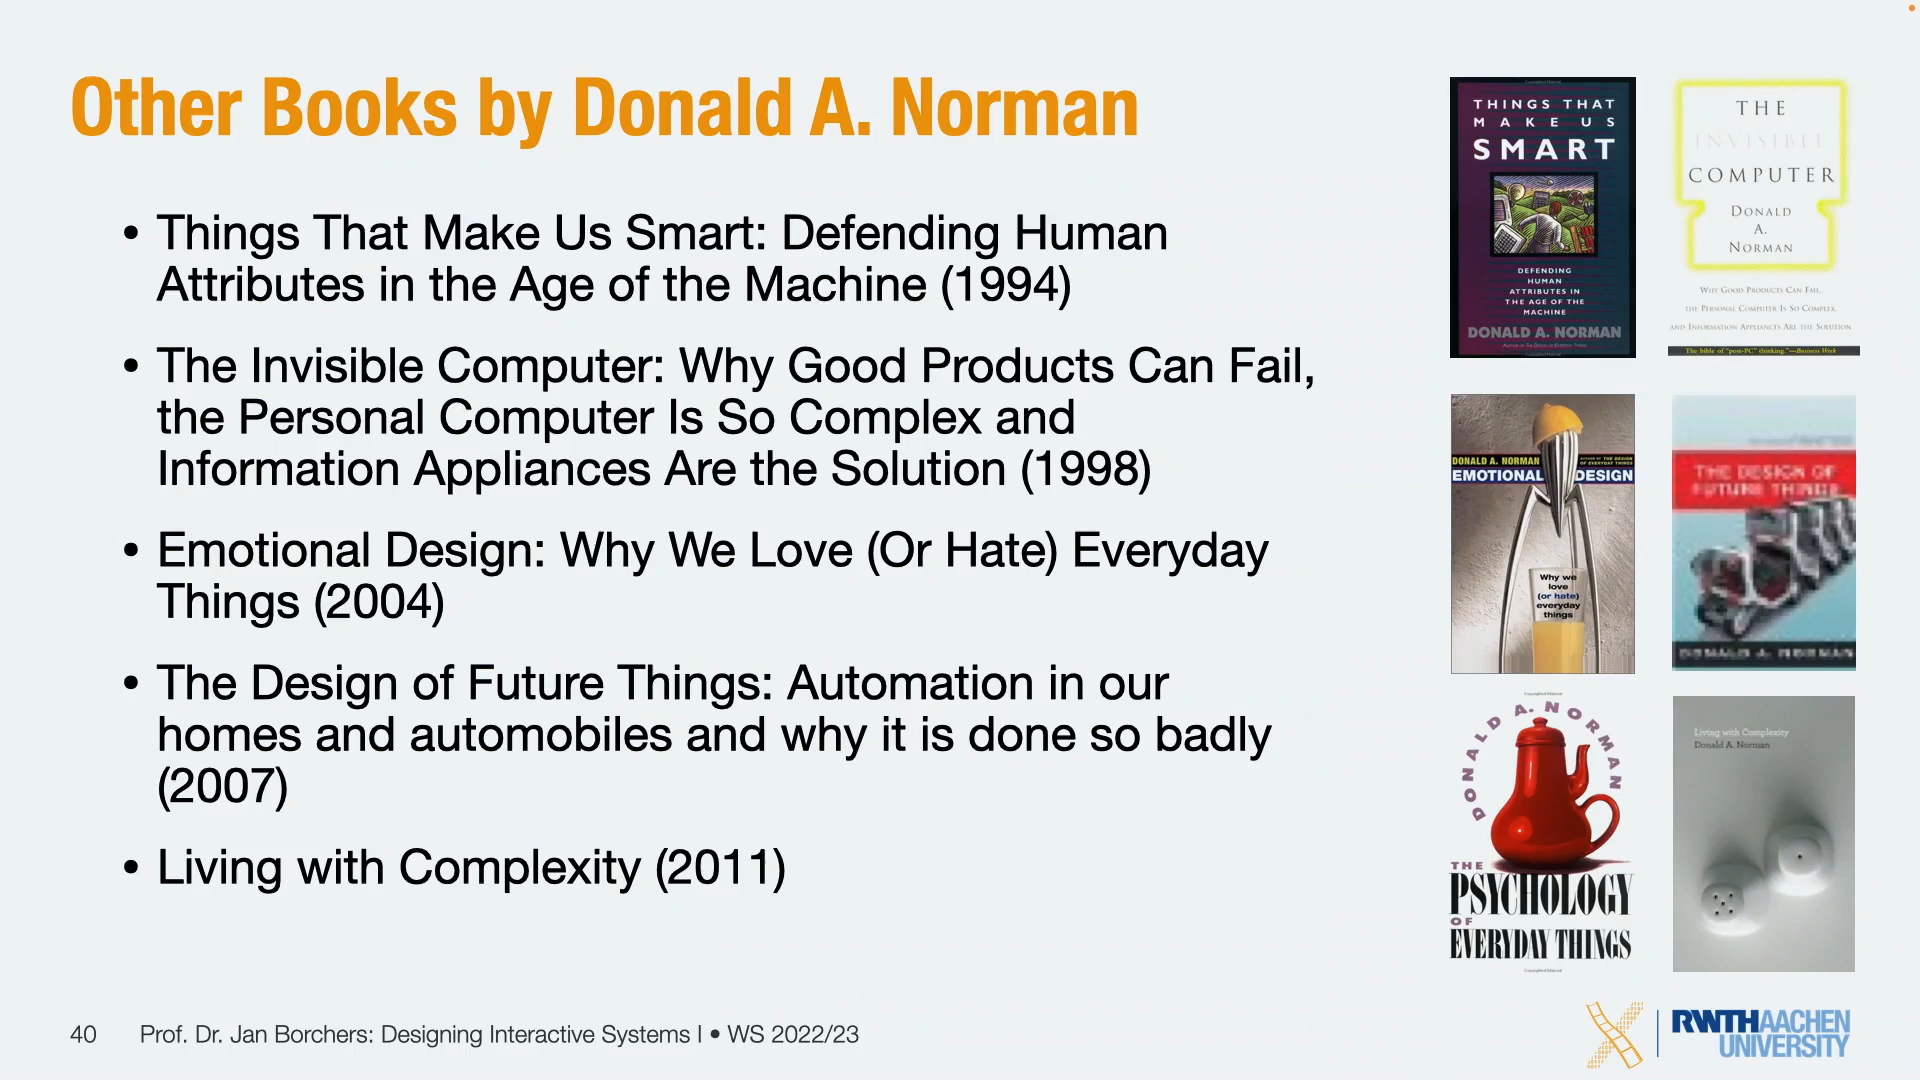 Other Books by Donald A. Norman
• Things That Make Us Smart: Defending Human
Attributes in the Age of the Machine (1994)
• The Invisible Computer: Why Good Products Can Fail,
the Personal Computer Is So Complex and
Information Appliances Are the Solution (1998)
• Emotional Design: Why We Love (Or Hate) Everyday
Things (2004)
• The Design of Future Things: Automation in our
homes and automobiles and why it is done so badly
(2007)
• Living with Complexity (2011)
THINGS THAT
MAKE US
SMART
DEFENDING
HUMAN
ATTRIBUTES IN
THE AGE OF THE
MACHINE
DONALD A. NORMAN
THE
INVISIBLE
COMPUTER
DONALD
A.
NORMAN
WHY GOOD PRODUCTS CAN FAIL,
THE PERSONAL COMPUTER IS SO COMPLEX,
AND INFORMATION APPLIANCES ARE THE SOLUTION
The bible of "post-PC" thinking."—Business Week
DONALD A. NORMAN
AUTHOR OF THE DESIGN
OF EVERYDAY THINGS
EMOTIONAL DESIGN
Why we
love
(or hate)
everyday
things
THE DESIGN OF
FUTURE THINGS
DONALD A. NORMAN
DONALD A. NORMAN
THE
PSYCHOLOGY
OF
EVERYDAY THINGS
Living with Complexity
Donald A. Norman
40 Prof. Dr. Jan Borchers: Designing Interactive Systems I • WS 2022/23
RWTHAACHEN
UNIVERSITY